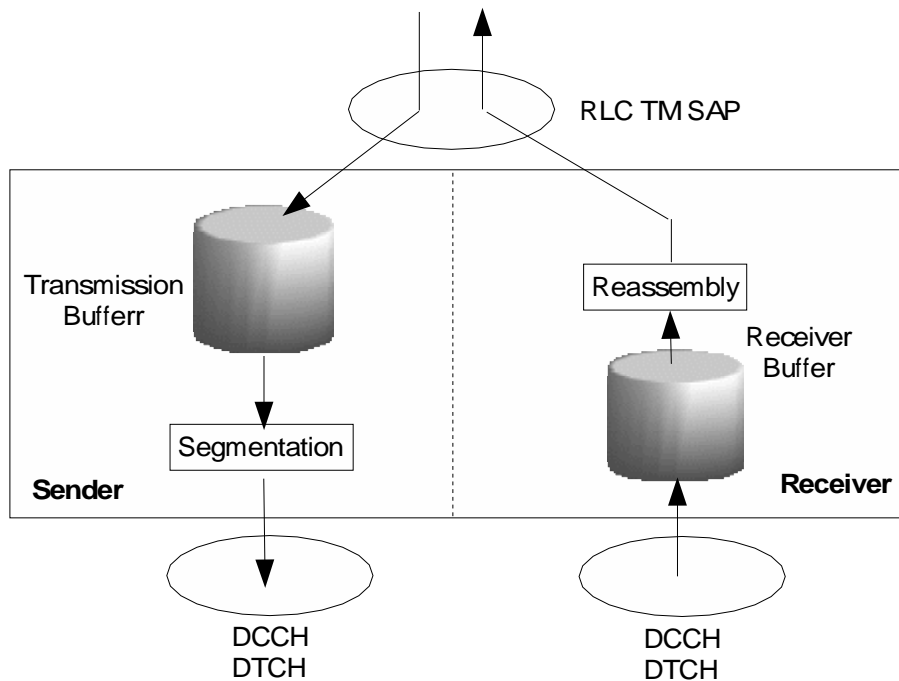 RLC TM SAP
Transmission
Bufferr
Segmentation
Sender
Reassembly
Receiver
Buffer
Receiver
DCCH
DTCH
DCCH
DTCH